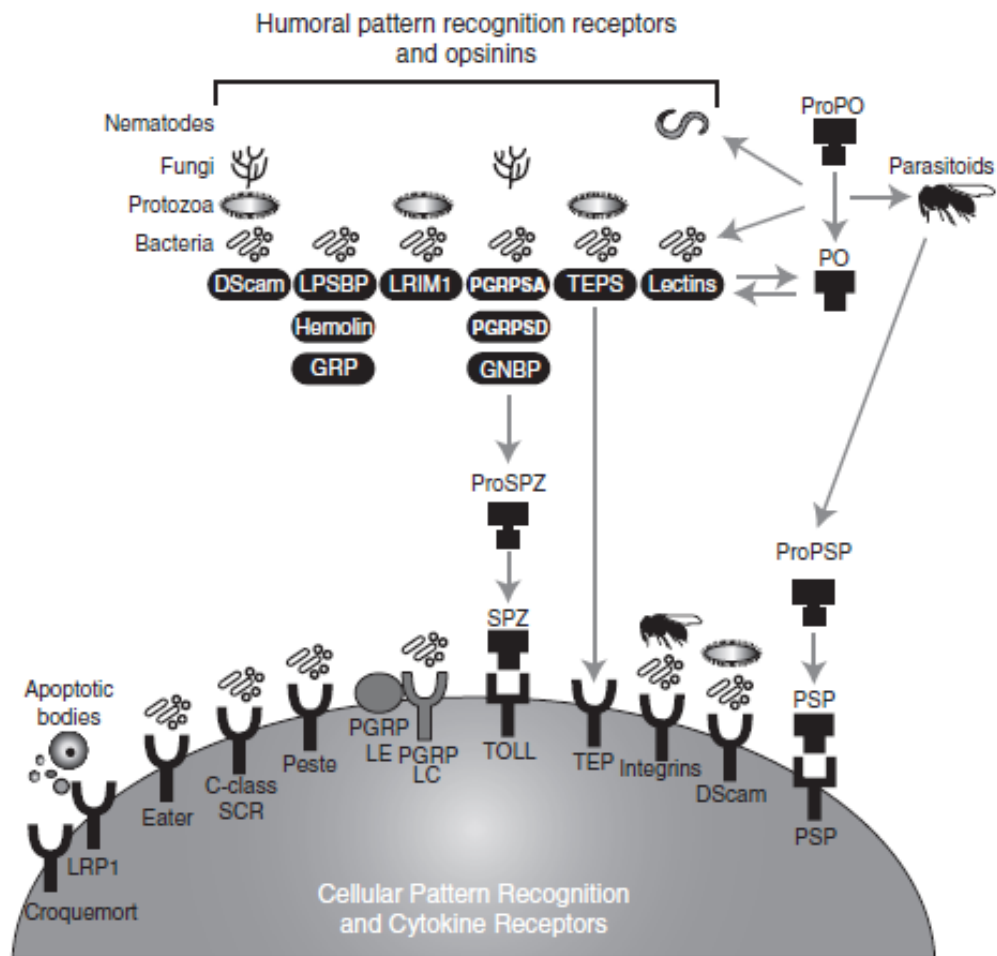 Humoral pattern recognition receptors
and opsinins
Nematodes
ProPO
Fungi
Parasitoids
Protozoa
Bacteria
PO
DScam
LPSBP
LRIM1
PGRPSA
TEPS
Lectins
Hemolin
PGRPSD
GRP
GNBP
ProSPZ
ProPSP
SPZ
Apoptotic
bodies
PSP
PGRP
LE
PGRP
LC
TOLL
TEP
Integrins
Peste
C-class
SCR
DScam
Eater
PSP
LRP1
Croquemort
Cellular Pattern Recognition
and Cytokine Receptors